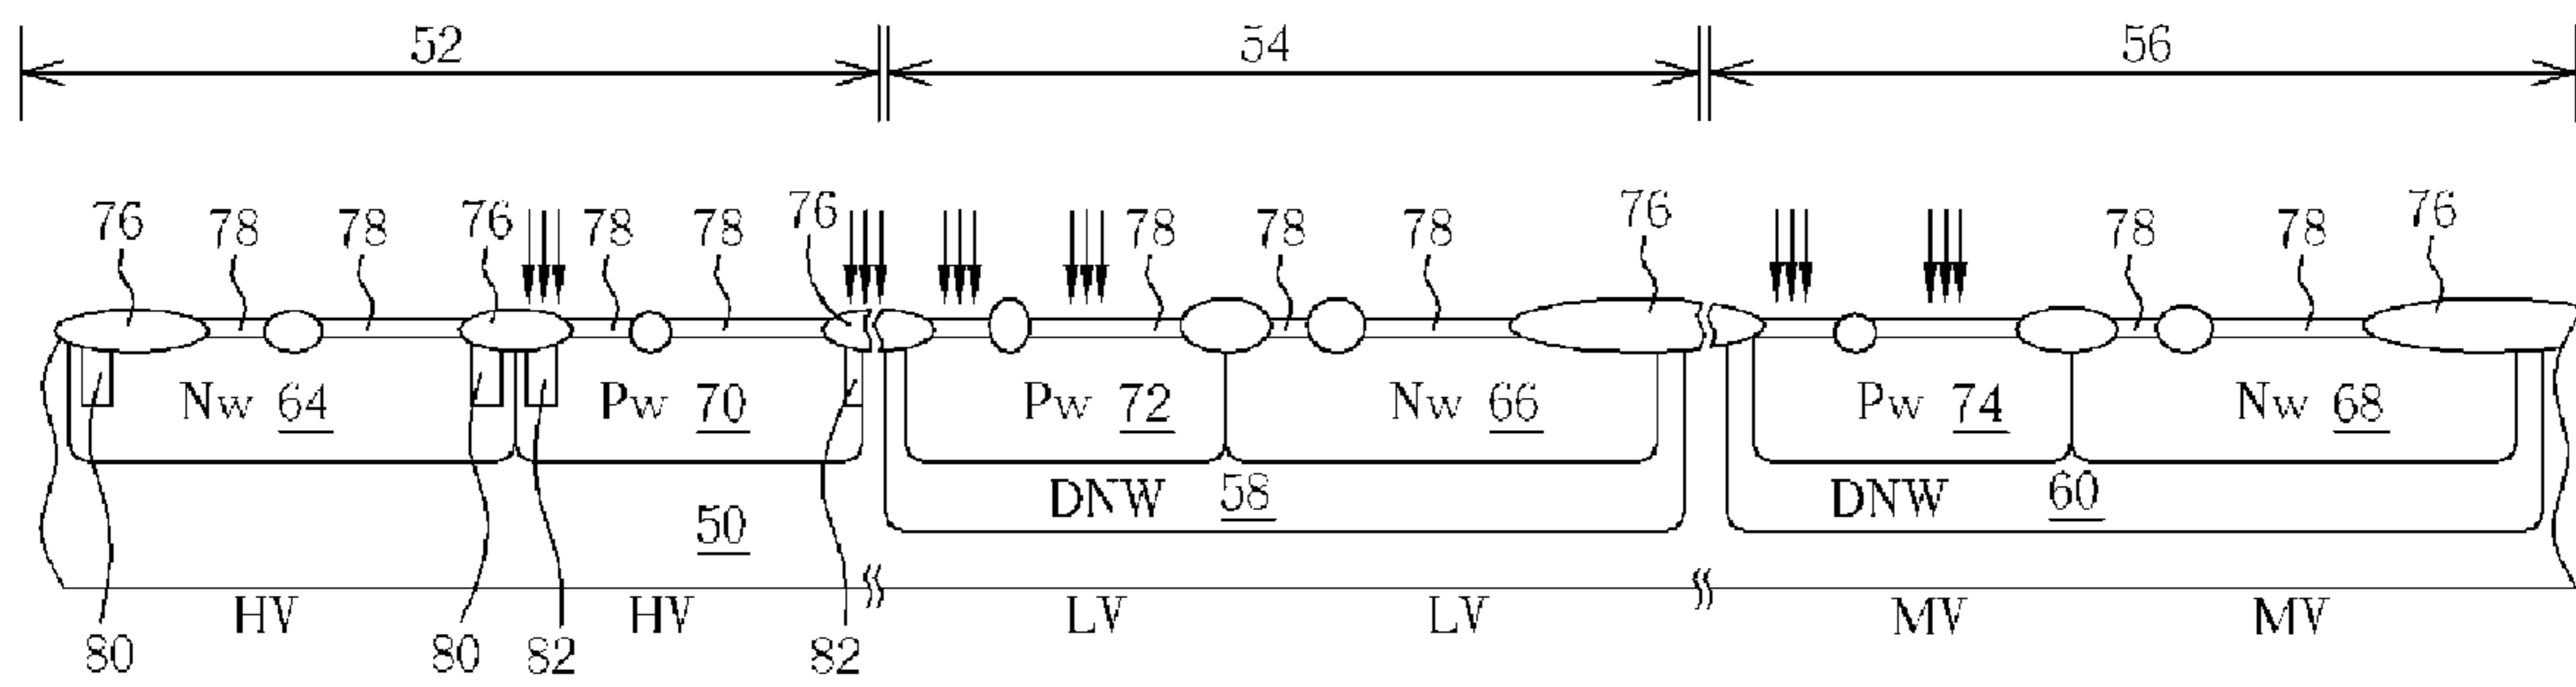 52 54 56
76 78 78 76 78 78 76 78 78 78 76 78 78 76
Nw 64 Pw 70 Pw 72 Nw 66 Pw 74 Nw 68
50 DNW 58 DNW 60
HV HV LV LV MV MV
80 80 82 82